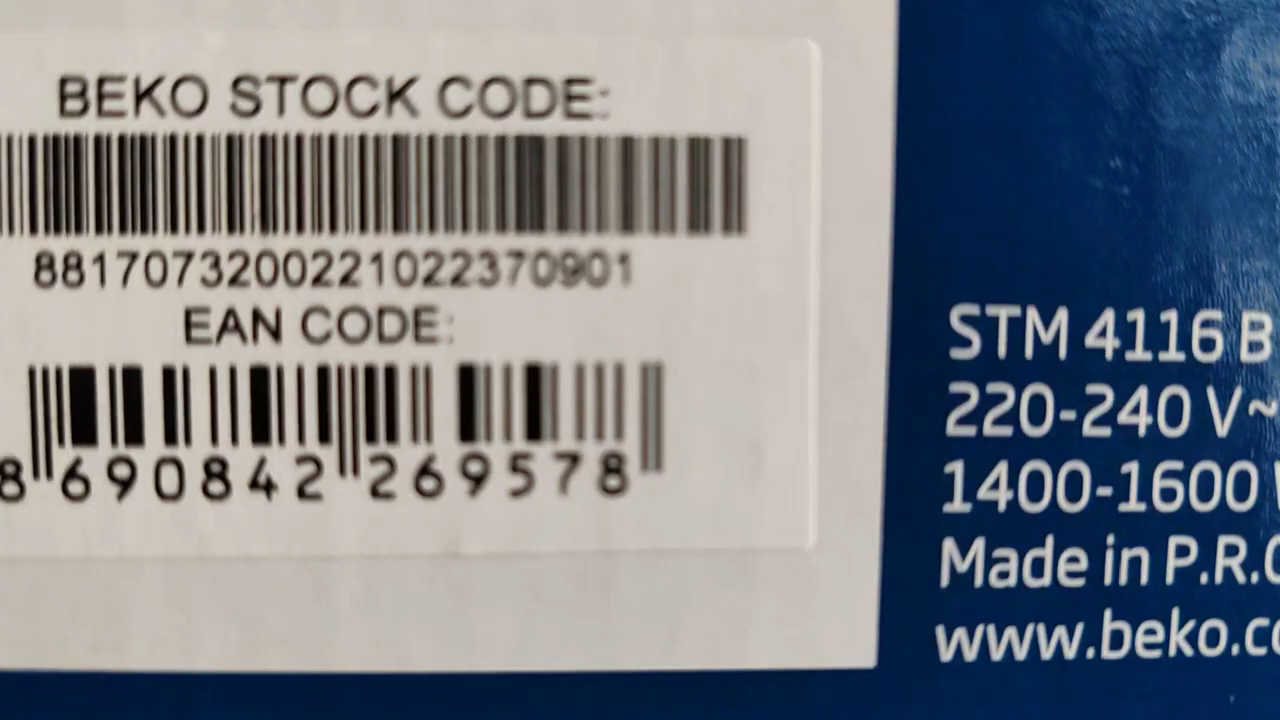 BEKO STOCK CODE:
8817073200221022370901
EAN CODE:
8 690842 269578
STM 4116 B
220-240 V~
1400-1600
Made in P.R.
www.beko.co